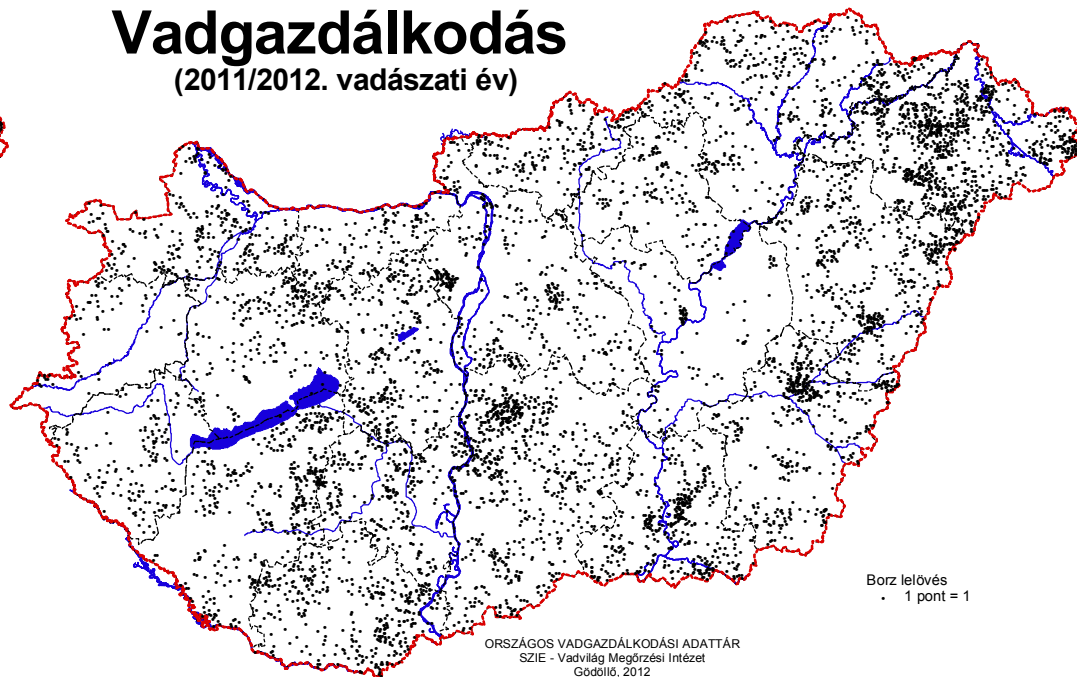 Vadgazdálkodás
(2011/2012. vadászati év)
Borz lelövés
. 1 pont = 1
ORSZÁGOS VADGAZDÁLKODÁSI ADATTÁR
SZIE - Vadvilág Megőrzési Intézet
Gödöllő, 2012